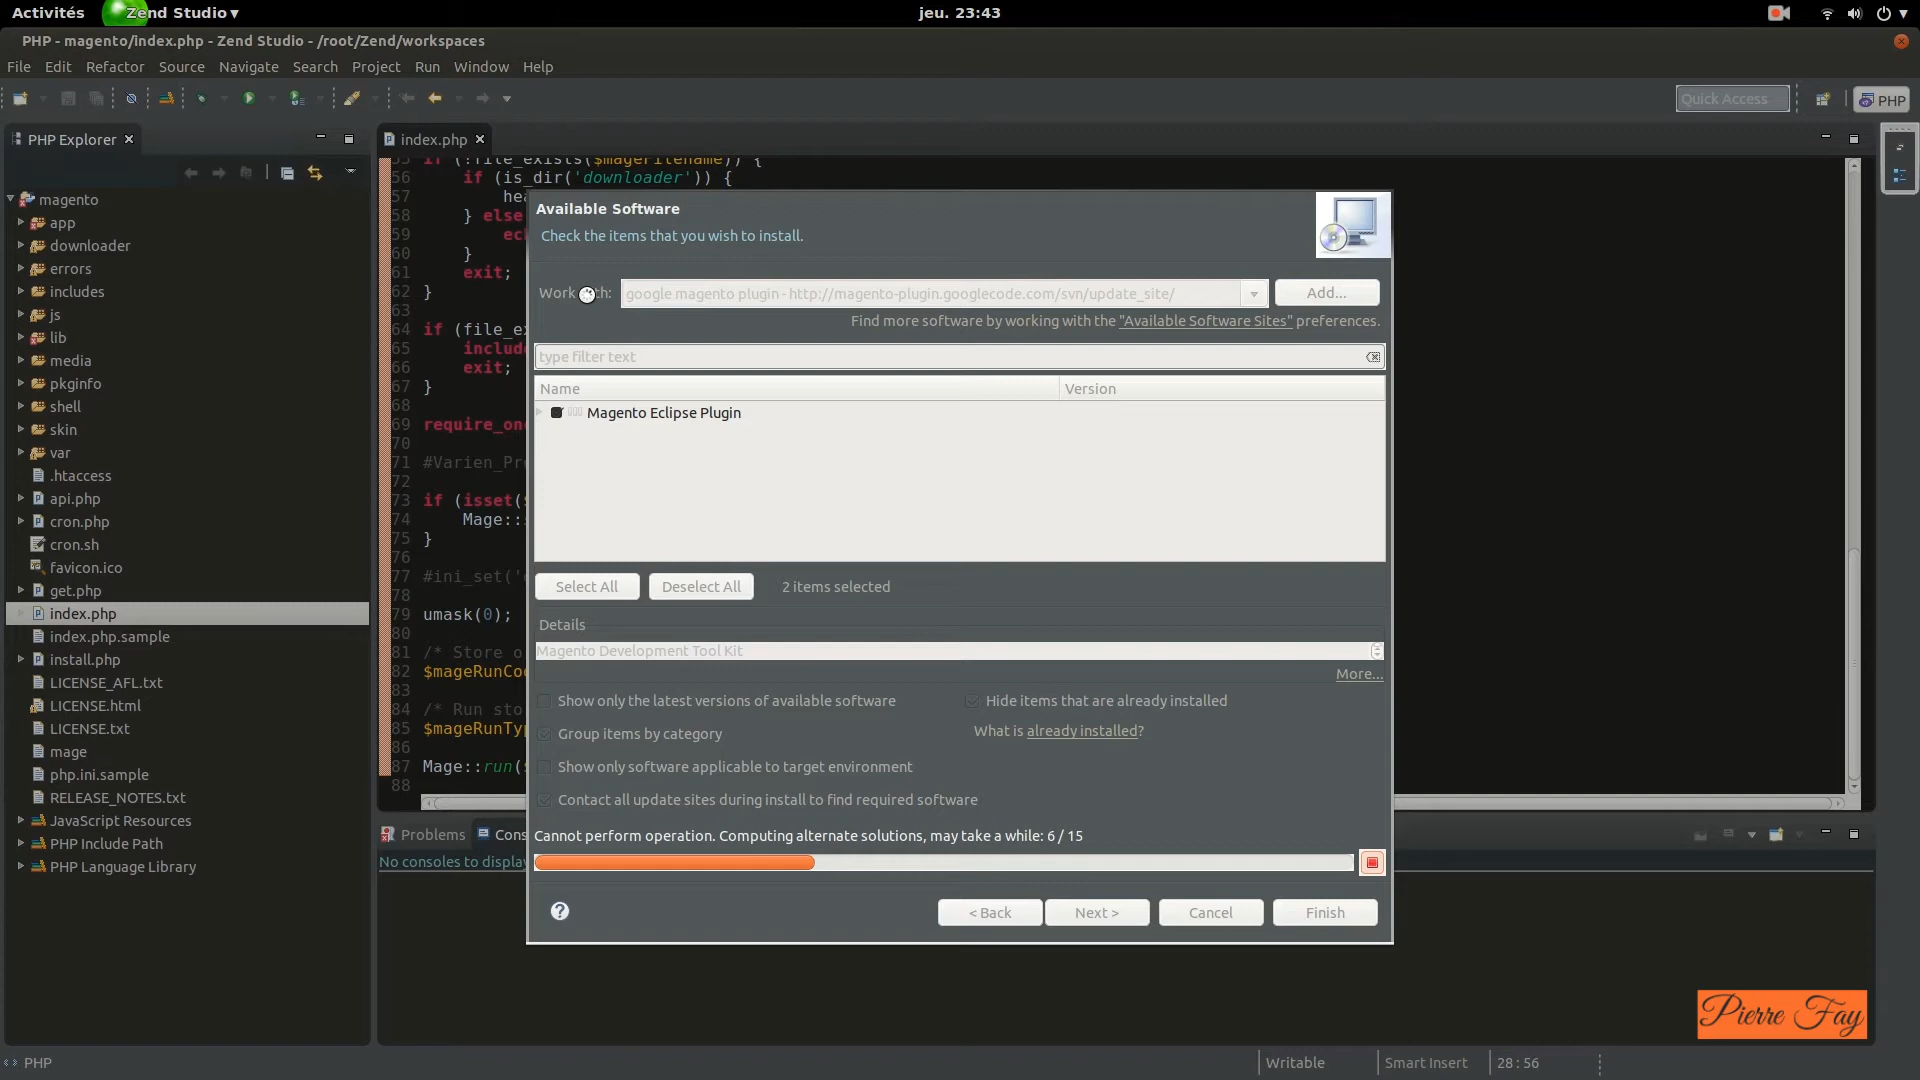 Activités
Zend Studio ▾
jeu. 23:43
PHP - magento/index.php - Zend Studio - /root/Zend/workspaces
File Edit Refactor Source Navigate Search Project Run Window Help
Quick Access
PHP
PHP Explorer
magento
app
downloader
errors
includes
js
lib
media
pkginfo
shell
skin
var
.htaccess
api.php
cron.php
cron.sh
favicon.ico
get.php
index.php
index.php.sample
install.php
LICENSE_AFL.txt
LICENSE.html
LICENSE.txt
mage
php.ini.sample
RELEASE_NOTES.txt
JavaScript Resources
PHP Include Path
PHP Language Library
index.php
55 if (!file_exists($mageFilename)) {
56 if (is_dir('downloader')) {
57 hea
58 } else
59 ech
60 }
61 exit;
62 }
63
64 if (file_ex
65 include
66 exit;
67 }
68
69 require_onc
70
71 #Varien_Pro
72
73 if (isset($
74 Mage::
75 }
76
77 #ini_set('
78
79 umask(0);
80
81 /* Store o
82 $mageRunCod
83
84 /* Run sto
85 $mageRunTyp
86
87 Mage::run($
88
Available Software
Check the items that you wish to install.
Work th:
google magento plugin - http://magento-plugin.googlecode.com/svn/update_site/
Add...
Find more software by working with the "Available Software Sites" preferences.
type filter text
Name Version
Magento Eclipse Plugin
Select All
Deselect All
2 items selected
Details
Magento Development Tool Kit
More...
Show only the latest versions of available software
Hide items that are already installed
Group items by category
What is already installed?
Show only software applicable to target environment
Contact all update sites during install to find required software
Cannot perform operation. Computing alternate solutions, may take a while: 6 / 15
< Back
Next >
Cancel
Finish
Problems
Cons
No consoles to display
Pierre Fay
PHP
Writable
Smart Insert
28 : 56